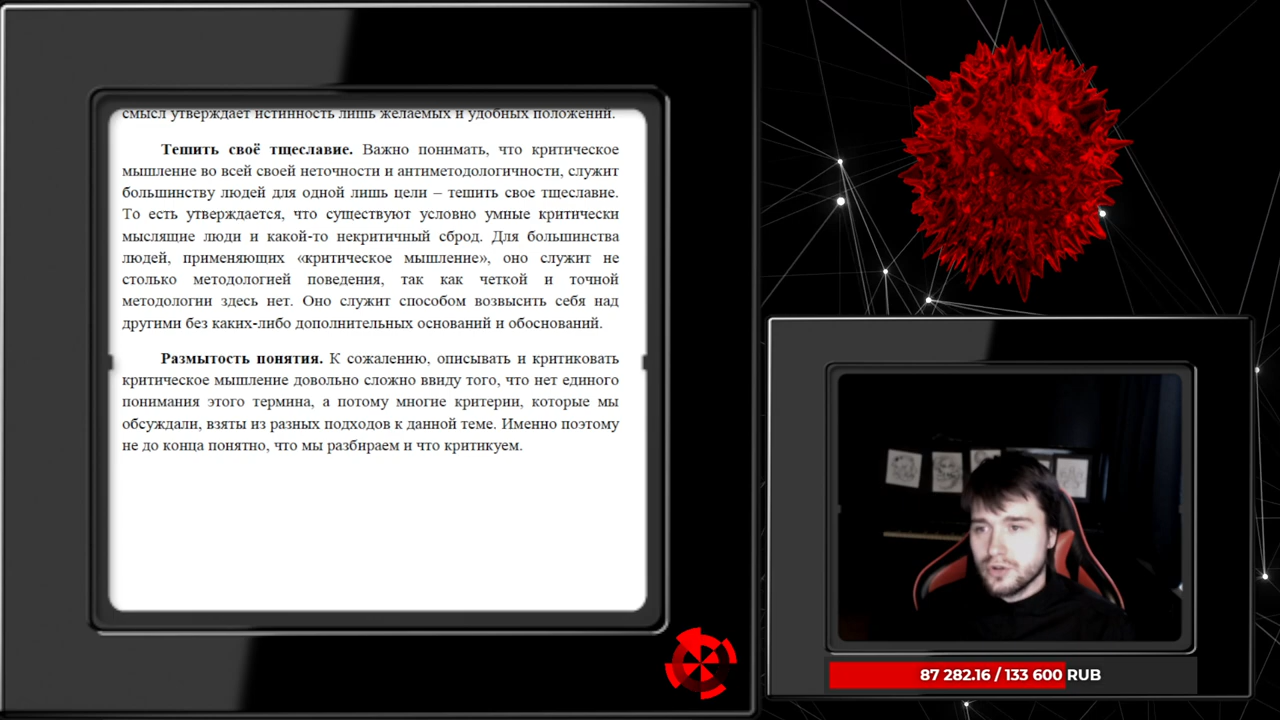 смысл утверждает истинность лишь желаемых и удобных положений.
Тешить своё тщеславие. Важно понимать, что критическое
мышление во всей своей неточности и антиметодологичности, служит
большинству людей для одной лишь цели – тешить свое тщеславие.
То есть утверждается, что существуют условно умные критически
мыслящие люди и какой-то некритичный сброд. Для большинства
людей, применяющих «критическое мышление», оно служит не
столько методологией поведения, так как четкой и точной
методологии здесь нет. Оно служит способом возвысить себя над
другими без каких-либо дополнительных оснований и обоснований.
Размытость понятия. К сожалению, описывать и критиковать
критическое мышление довольно сложно ввиду того, что нет единого
понимания этого термина, а потому многие критерии, которые мы
обсуждали, взяты из разных подходов к данной теме. Именно поэтому
не до конца понятно, что мы разбираем и что критикуем.
87 282.16 / 133 600 RUB